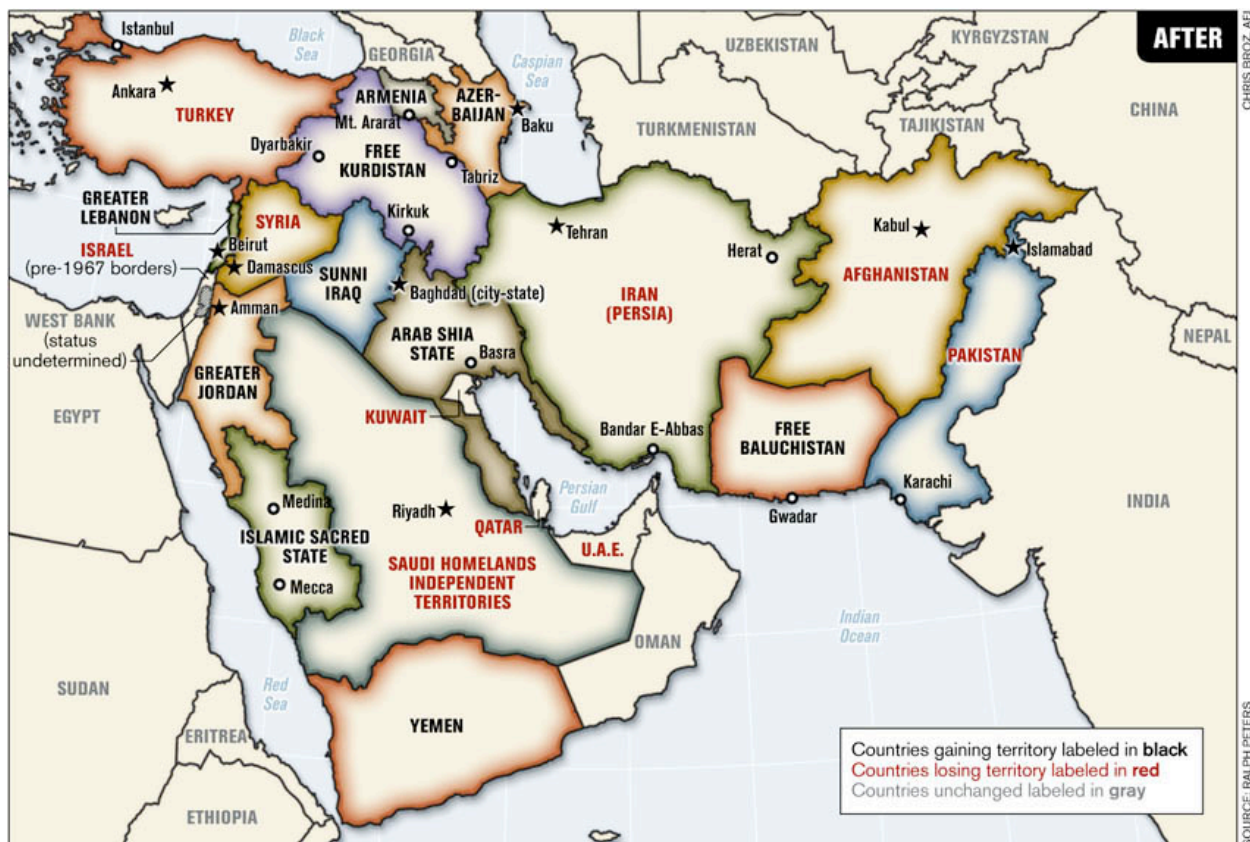 AFTER
CHRIS BROZ, AFJ
SOURCE: RALPH PETERS
Istanbul
Black
Sea
GEORGIA
Caspian
Sea
UZBEKISTAN
KYRGYZSTAN
Ankara
TURKEY
ARMENIA
Mt. Ararat
AZER-
BAIJAN
Baku
TURKMENISTAN
TAJIKISTAN
CHINA
Dyarbakir
FREE
KURDISTAN
Tabriz
GREATER
LEBANON
SYRIA
Kirkuk
Tehran
Herat
Kabul
Islamabad
ISRAEL
(pre-1967 borders)
Beirut
Damascus
SUNNI
IRAQ
Baghdad (city-state)
IRAN
(PERSIA)
AFGHANISTAN
WEST BANK
(status
undetermined)
Amman
ARAB SHIA
STATE
Basra
PAKISTAN
NEPAL
GREATER
JORDAN
EGYPT
KUWAIT
Bandar E-Abbas
FREE
BALUCHISTAN
Karachi
Gwadar
INDIA
Medina
ISLAMIC SACRED
STATE
Mecca
Riyadh
Persian
Gulf
QATAR
U.A.E.
SAUDI HOMELANDS
INDEPENDENT
TERRITORIES
OMAN
Indian
Ocean
SUDAN
Red
Sea
YEMEN
ERITREA
ETHIOPIA
Countries gaining territory labeled in black
Countries losing territory labeled in red
Countries unchanged labeled in gray